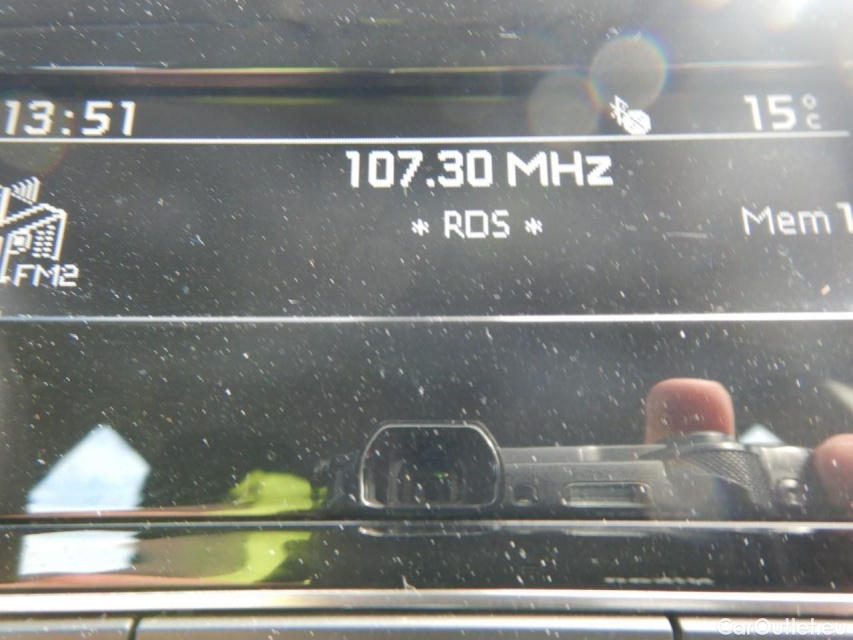 13:51 15°C
107.30 MHz
* RDS * Mem 1
FM2
CarOutlet.eu